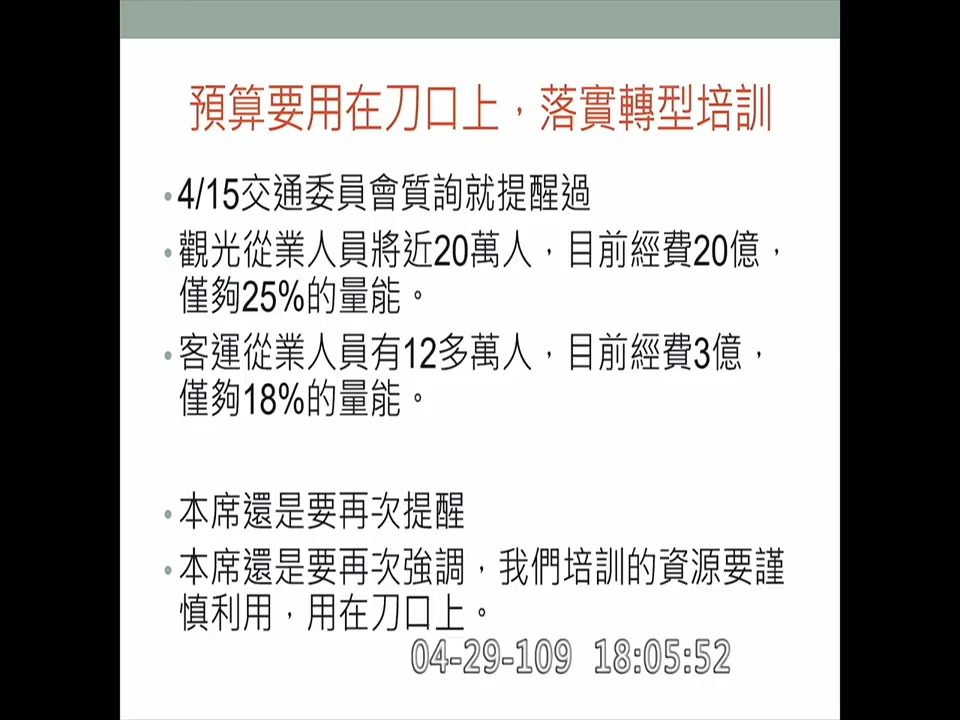 預算要用在刀口上，落實轉型培訓
•4/15交通委員會質詢就提醒過
•觀光從業人員將近20萬人，目前經費20億，
僅夠25%的量能。
•客運從業人員有12多萬人，目前經費3億，
僅夠18%的量能。
•本席還是要再次提醒
•本席還是要再次強調，我們培訓的資源要謹
慎利用，用在刀口上。
04-29-109 18:05:52